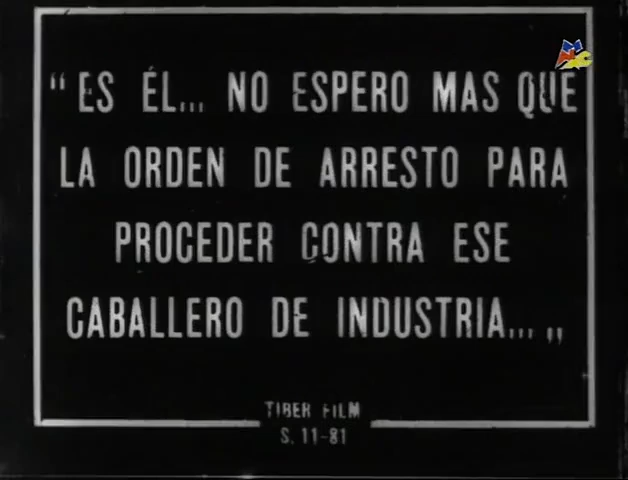 “ES ÉL... NO ESPERO MAS QUE
LA ORDEN DE ARRESTO PARA
PROCEDER CONTRA ESE
CABALLERO DE INDUSTRIA...„
TIBER FILM
S. 11-81